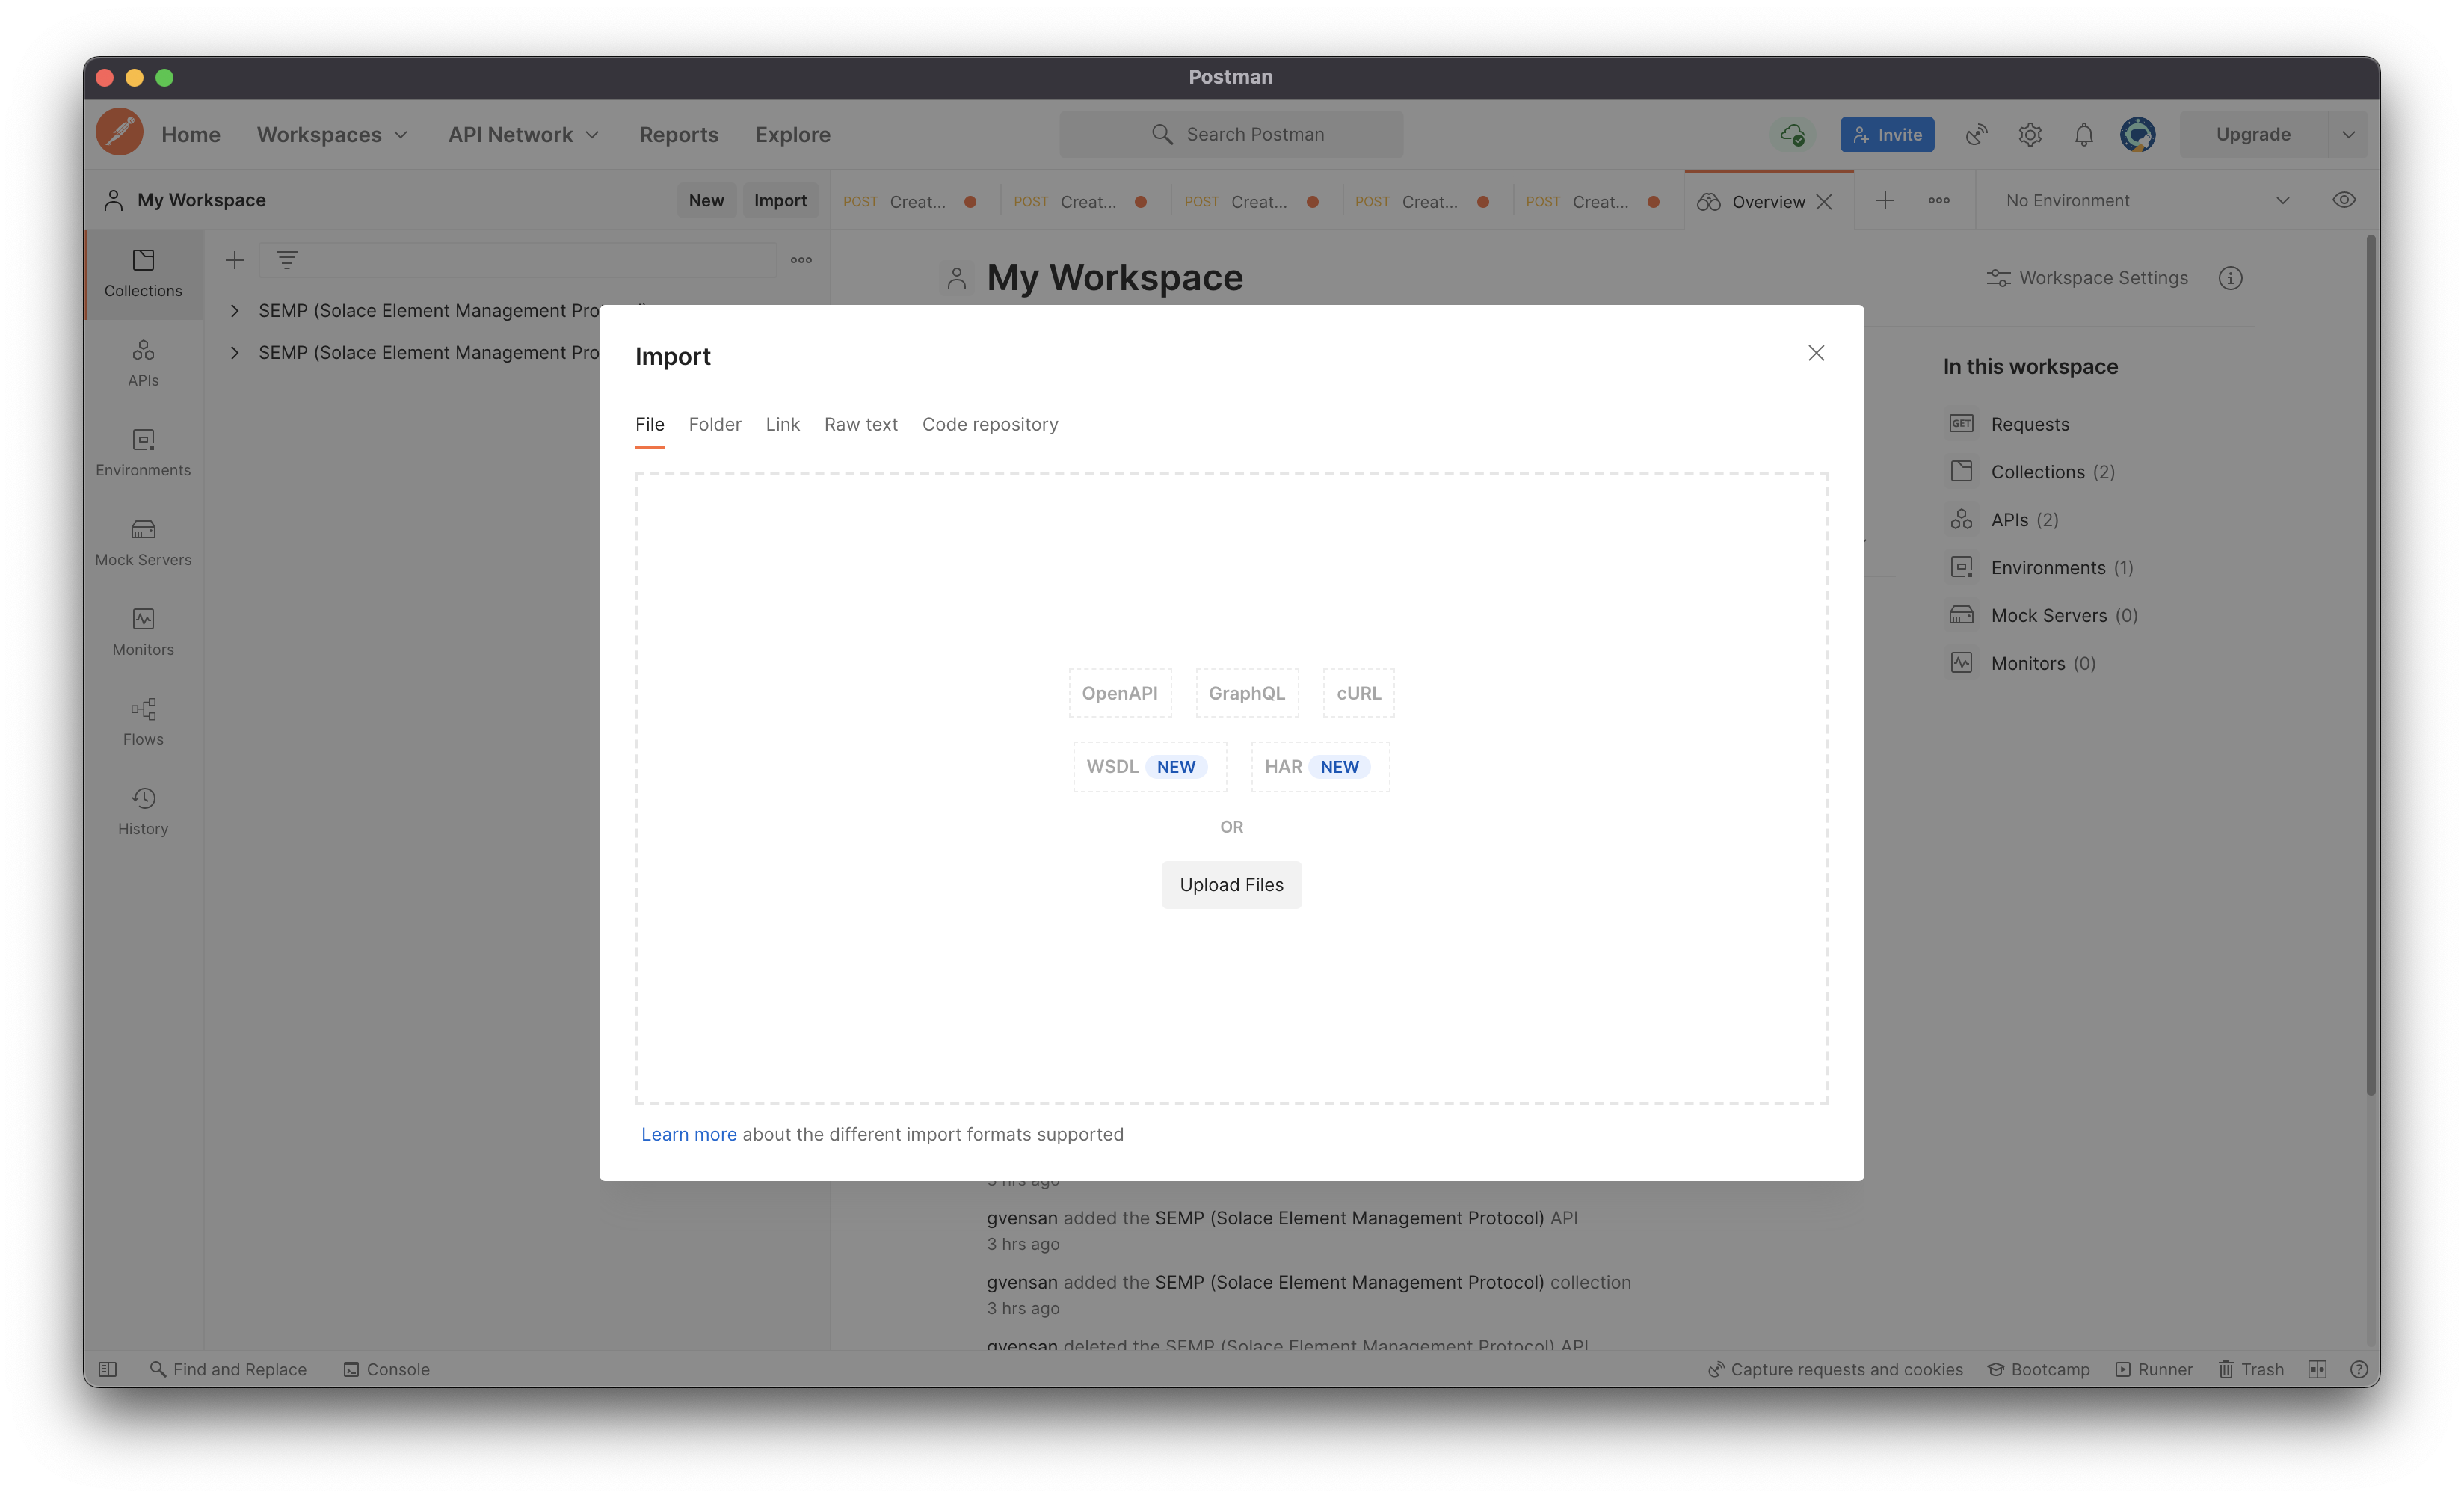 Postman
Home Workspaces API Network Reports Explore Search Postman Invite Upgrade
My Workspace New Import POST Creat... POST Creat... POST Creat... POST Creat... POST Creat... Overview No Environment
Collections
APIs
Environments
Mock Servers
Monitors
Flows
History
SEMP (Solace Element Management Pro
SEMP (Solace Element Management Pro
My Workspace
Workspace Settings
Import
File Folder Link Raw text Code repository
OpenAPI GraphQL cURL
WSDL NEW HAR NEW
OR
Upload Files
Learn more about the different import formats supported
In this workspace
GET Requests
Collections (2)
APIs (2)
Environments (1)
Mock Servers (0)
Monitors (0)
3 hrs ago
gvensan added the SEMP (Solace Element Management Protocol) API
3 hrs ago
gvensan added the SEMP (Solace Element Management Protocol) collection
3 hrs ago
gvensan deleted the SEMP (Solace Element Management Protocol) API
Find and Replace Console Capture requests and cookies Bootcamp Runner Trash